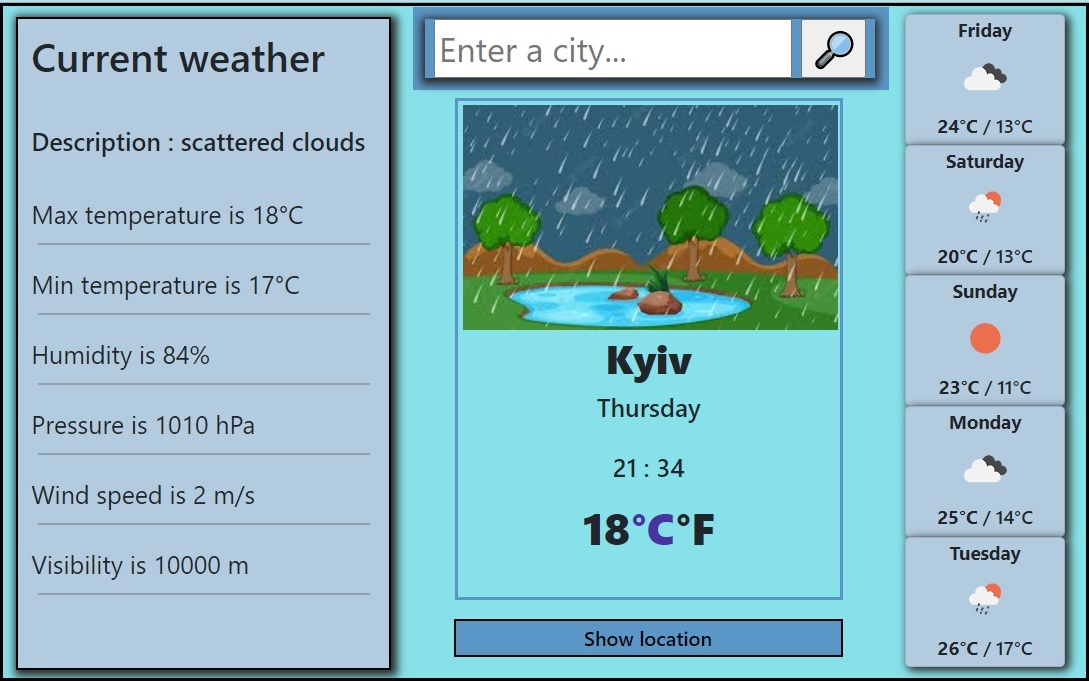 Current weather
Description : scattered clouds
Max temperature is 18°C
Min temperature is 17°C
Humidity is 84%
Pressure is 1010 hPa
Wind speed is 2 m/s
Visibility is 10000 m
Enter a city...
Kyiv
Thursday
21 : 34
18°C°F
Show location
Friday
24°C / 13°C
Saturday
20°C / 13°C
Sunday
23°C / 11°C
Monday
25°C / 14°C
Tuesday
26°C / 17°C